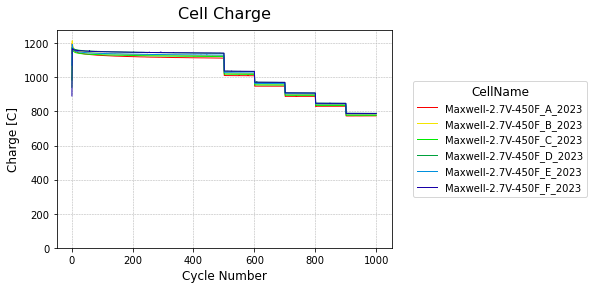 Cell Charge
Charge [C]
1200
1000
800
600
400
200
0
0 200 400 600 800 1000
Cycle Number
CellName
Maxwell-2.7V-450F_A_2023
Maxwell-2.7V-450F_B_2023
Maxwell-2.7V-450F_C_2023
Maxwell-2.7V-450F_D_2023
Maxwell-2.7V-450F_E_2023
Maxwell-2.7V-450F_F_2023